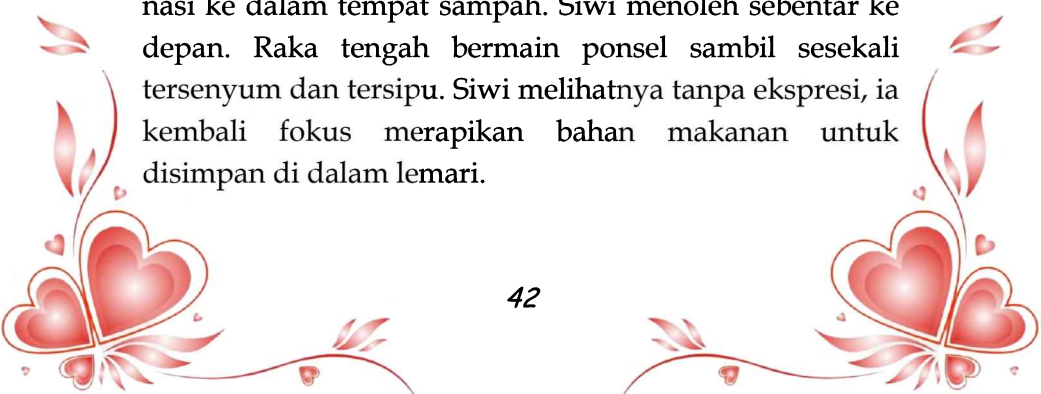 nasi ke dalam tempat sampah. Siwi menoleh sebentar ke
depan. Raka tengah bermain ponsel sambil sesekali
tersenyum dan tersipu. Siwi melihatnya tanpa ekspresi, ia
kembali fokus merapikan bahan makanan untuk
disimpan di dalam lemari.
42